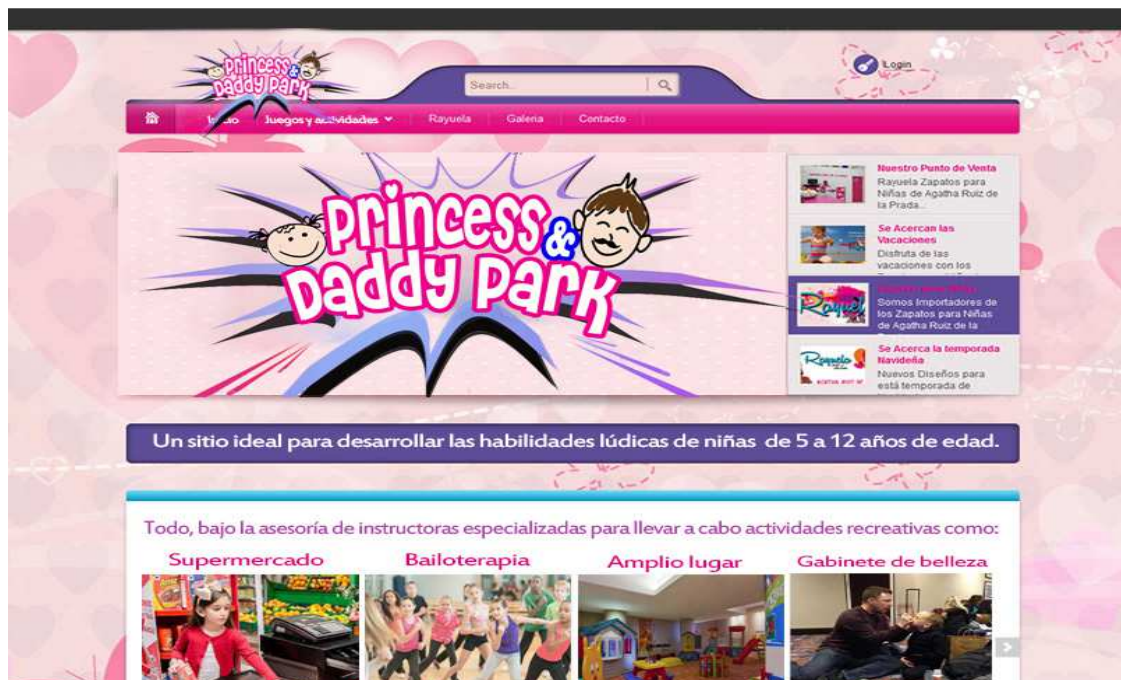 Princess &
Daddy Park
Search..
Login
Inicio
Juegos y actividades
Rayuela
Galeria
Contacto
Princess &
Daddy Park
Nuestro Punto de Venta
Rayuela Zapatos para
Niñas de Agatha Ruiz de
la Prada...
Se Acercan las
Vacaciones
Disfruta de las
vacaciones con los
Rayuela
Somos Importadores de
los Zapatos para Niñas
de Agatha Ruiz de la
Rayuela
Se Acerca la temporada
Navideña
Nuevos Diseños para
está temporada de
Un sitio ideal para desarrollar las habilidades lúdicas de niñas de 5 a 12 años de edad.
Todo, bajo la asesoría de instructoras especializadas para llevar a cabo actividades recreativas como:
Supermercado
Bailoterapia
Amplio lugar
Gabinete de belleza